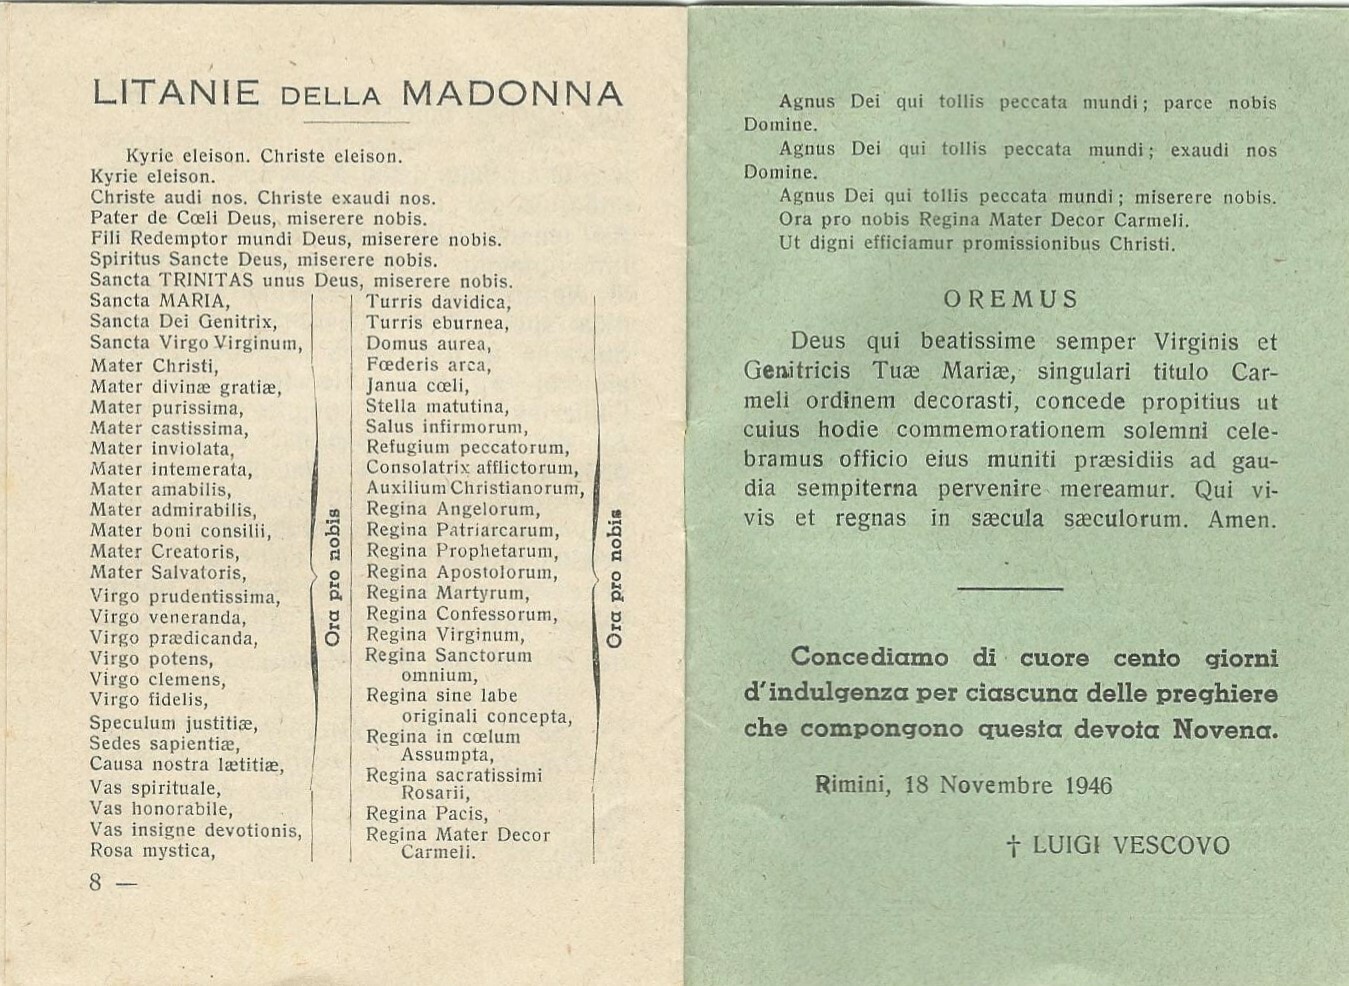 LITANIE DELLA MADONNA
Kyrie eleison. Christe eleison.
Kyrie eleison.
Christe audi nos. Christe exaudi nos.
Pater de Cœli Deus, miserere nobis.
Fili Redemptor mundi Deus, miserere nobis.
Spiritus Sancte Deus, miserere nobis.
Sancta TRINITAS unus Deus, miserere nobis.
Sancta MARIA,
Sancta Dei Genitrix,
Sancta Virgo Virginum,
Mater Christi,
Mater divinæ gratiæ,
Mater purissima,
Mater castissima,
Mater inviolata,
Mater intemerata,
Mater amabilis,
Mater admirabilis,
Mater boni consilii,
Mater Creatoris,
Mater Salvatoris,
Virgo prudentissima,
Virgo veneranda,
Virgo prædicanda,
Virgo potens,
Virgo clemens,
Virgo fidelis,
Speculum justitiæ,
Sedes sapientiæ,
Causa nostra lætitiæ,
Vas spirituale,
Vas honorabile,
Vas insigne devotionis,
Rosa mystica,
Ora pro nobis
Turris davidica,
Turris eburnea,
Domus aurea,
Fœderis arca,
Janua cœli,
Stella matutina,
Salus infirmorum,
Refugium peccatorum,
Consolatrix afflictorum,
Auxilium Christianorum,
Regina Angelorum,
Regina Patriarcarum,
Regina Prophetarum,
Regina Apostolorum,
Regina Martyrum,
Regina Confessorum,
Regina Virginum,
Regina Sanctorum
omnium,
Regina sine labe
originali concepta,
Regina in cœlum
Assumpta,
Regina sacratissimi
Rosarii,
Regina Pacis,
Regina Mater Decor
Carmeli.
Ora pro nobis
8 —
Agnus Dei qui tollis peccata mundi; parce nobis
Domine.
Agnus Dei qui tollis peccata mundi; exaudi nos
Domine.
Agnus Dei qui tollis peccata mundi; miserere nobis.
Ora pro nobis Regina Mater Decor Carmeli.
Ut digni efficiamur promissionibus Christi.
OREMUS
Deus qui beatissime semper Virginis et
Genitricis Tuæ Mariæ, singulari titulo Car-
meli ordinem decorasti, concede propitius ut
cuius hodie commemorationem solemni cele-
bramus officio eius muniti præsidiis ad gau-
dia sempiterna pervenire mereamur. Qui vi-
vis et regnas in sæcula sæculorum. Amen.
Concediamo di cuore cento giorni
d'indulgenza per ciascuna delle preghiere
che compongono questa devota Novena.
Rimini, 18 Novembre 1946
† LUIGI VESCOVO